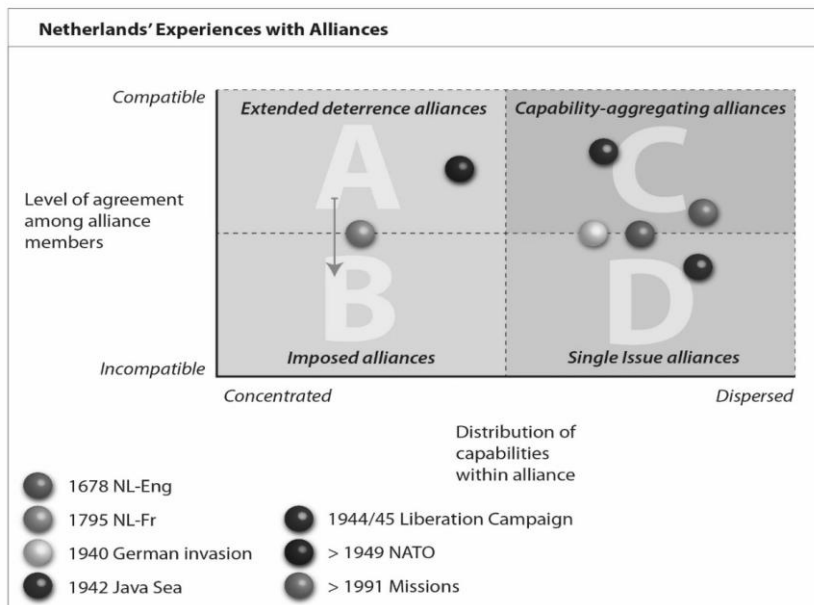 Netherlands' Experiences with Alliances
Compatible
Extended deterrence alliances
Capability-aggregating alliances
A
C
Level of agreement
among alliance
members
B
D
Imposed alliances
Single Issue alliances
Incompatible
Concentrated
Dispersed
Distribution of
capabilities
within alliance
1678 NL-Eng
1795 NL-Fr
1940 German invasion
1942 Java Sea
1944/45 Liberation Campaign
> 1949 NATO
> 1991 Missions